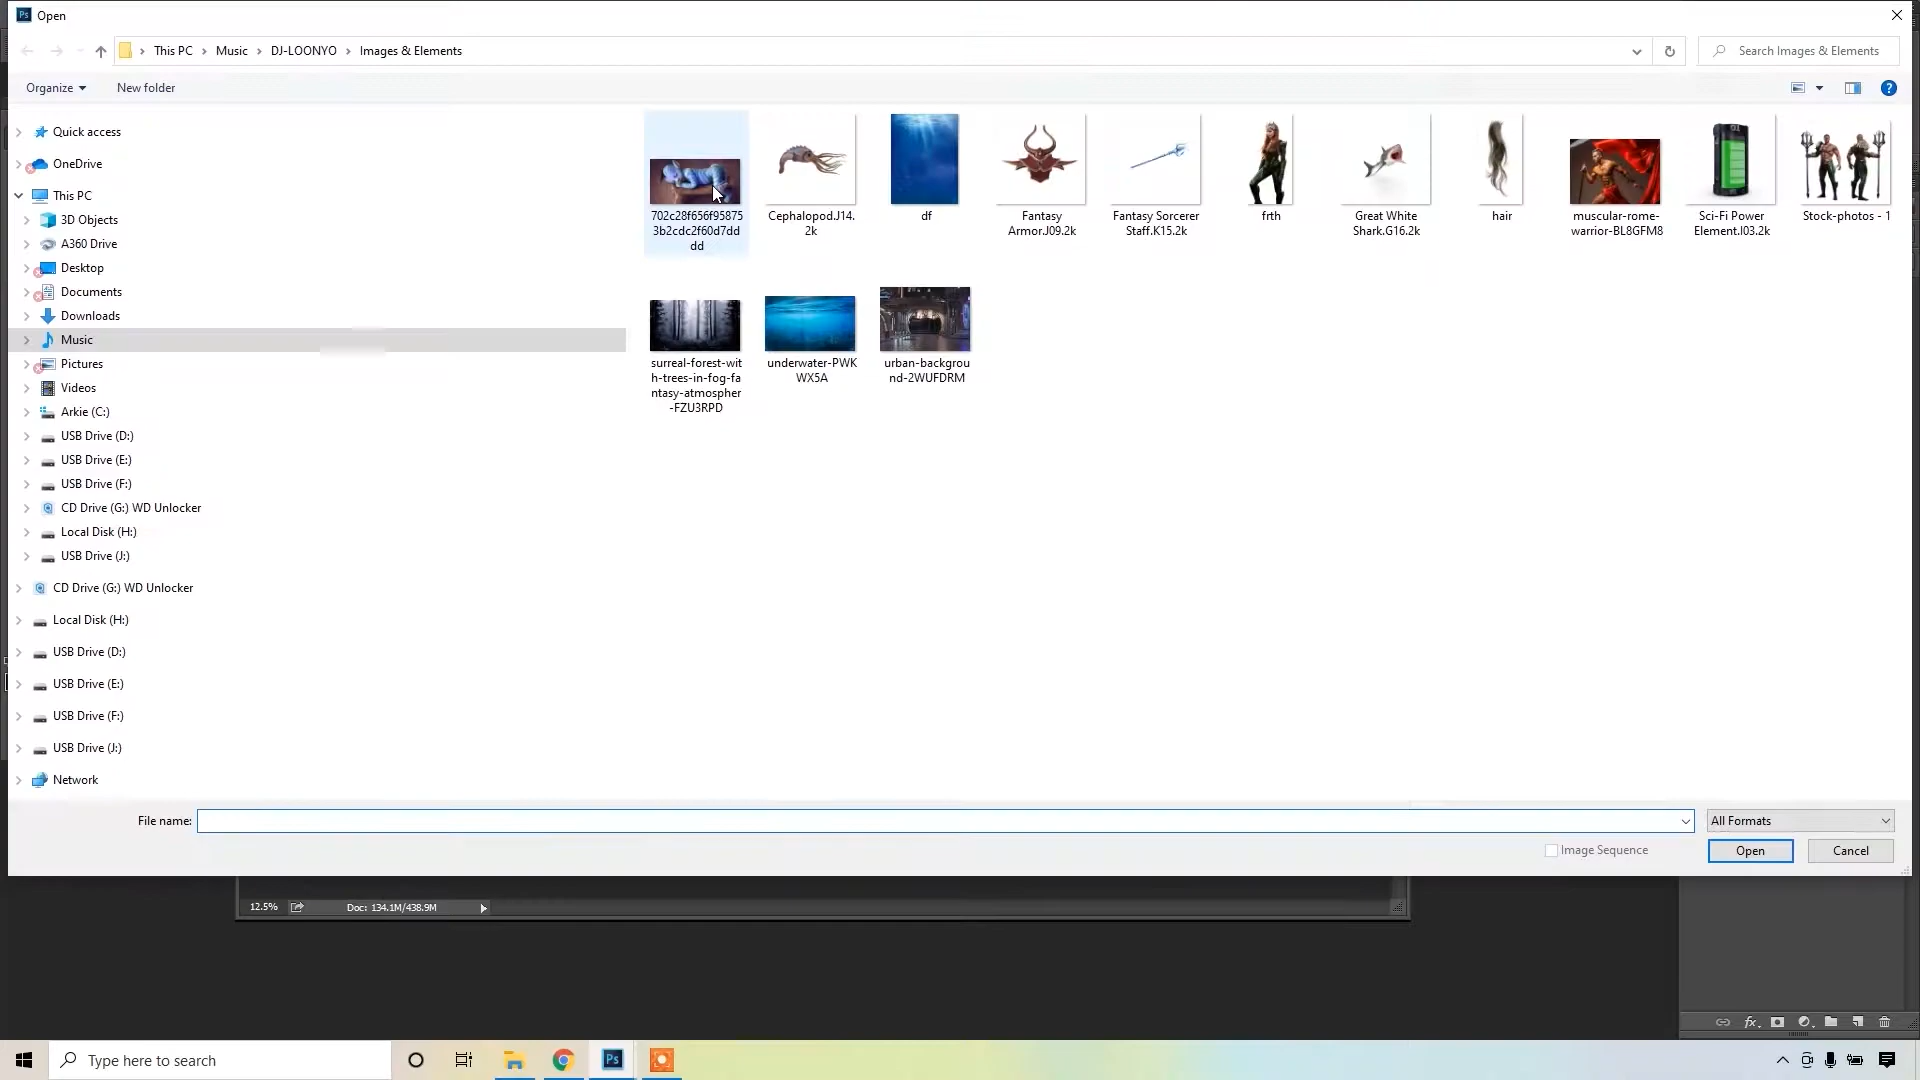 Open
This PC
Music
DJ-LOONYO
Images & Elements
Search Images & Elements
Organize
New folder
Quick access
OneDrive
This PC
3D Objects
A360 Drive
Desktop
Documents
Downloads
Music
Pictures
Videos
Arkie (C:)
USB Drive (D:)
USB Drive (E:)
USB Drive (F:)
CD Drive (G:) WD Unlocker
Local Disk (H:)
USB Drive (J:)
CD Drive (G:) WD Unlocker
Local Disk (H:)
USB Drive (D:)
USB Drive (E:)
USB Drive (F:)
USB Drive (J:)
Network
702c28f656f95875
3b2cdc2f60d7dd
dd
Cephalopod.J14.
2k
df
Fantasy
Armor.J09.2k
Fantasy Sorcerer
Staff.K15.2k
frth
Great White
Shark.G16.2k
hair
muscular-rome-
warrior-BL8GFM8
Sci-Fi Power
Element.I03.2k
Stock-photos - 1
surreal-forest-wit
h-trees-in-fog-fa
ntasy-atmospher
-FZU3RPD
underwater-PWK
WX5A
urban-backgrou
nd-2WUFDRM
File name:
All Formats
Image Sequence
Open
Cancel
12.5%
Doc: 134.1M/438.9M
fx
Type here to search
Ps